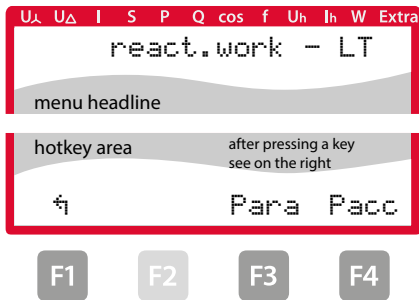 U⅄ U∆ I S P Q cos f Uh Ih W Extra
react.work - LT
menu headline
hotkey area
after pressing a key
see on the right
↰ Para Pacc
F1 F2 F3 F4